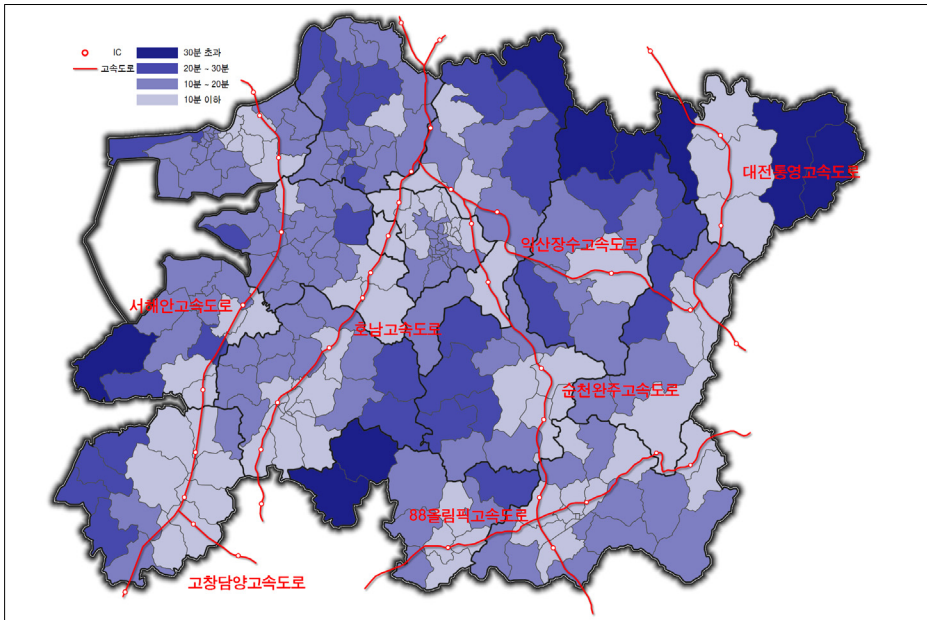 IC
고속도로
30분 초과
20분 ~ 30분
10분 ~ 20분
10분 이하
대전통영고속도로
익산장수고속도로
서해안고속도로
호남고속도로
순천완주고속도로
88올림픽고속도로
고창담양고속도로